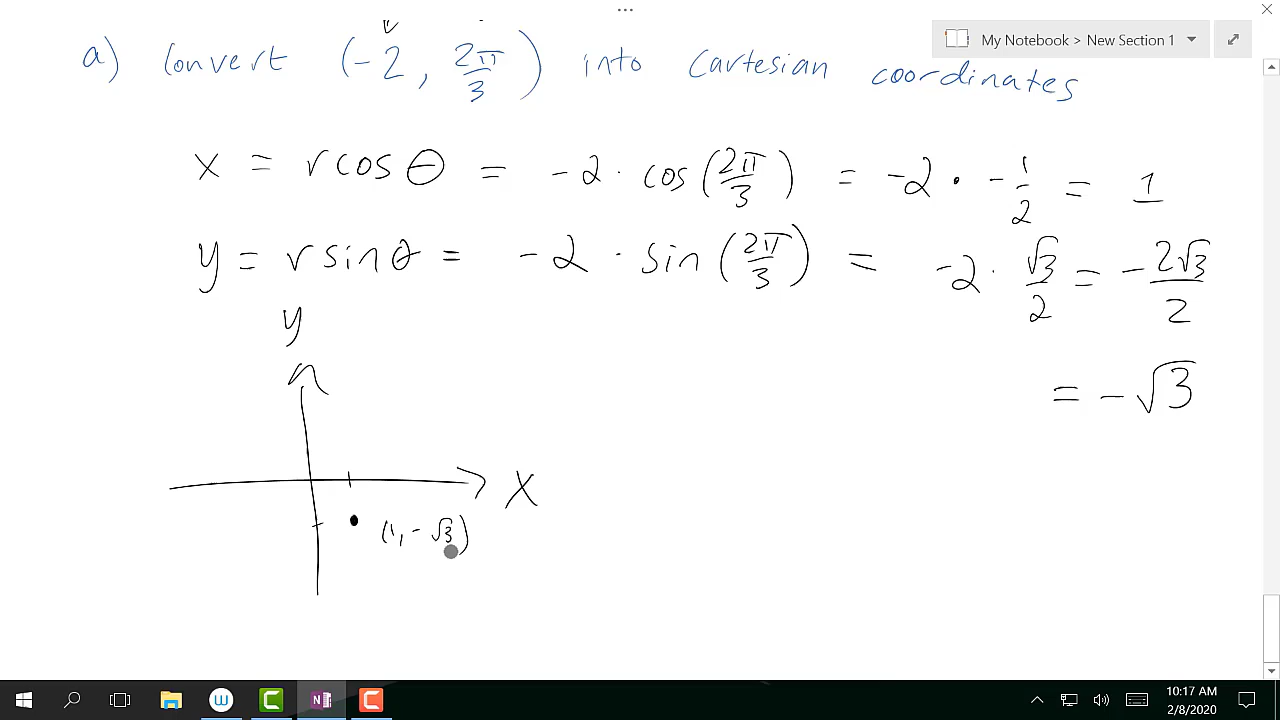 ...
My Notebook > New Section 1
a) Convert (-2, 2π/3) into Cartesian coordinates
x = r cos θ = -2 · cos(2π/3) = -2 · -1/2 = 1
y = r sin θ = -2 · sin(2π/3) = -2 · √3/2 = -2√3/2
= -√3
y
x
(1, -√3)
10:17 AM
2/8/2020